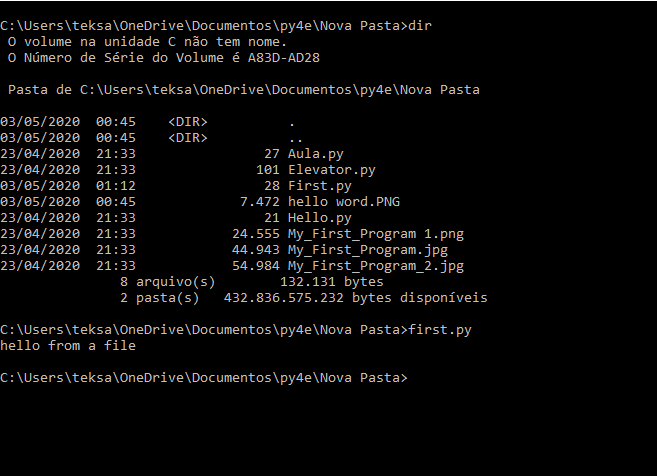 C:\Users\teksa\OneDrive\Documentos\py4e\Nova Pasta>dir
 O volume na unidade C não tem nome.
 O Número de Série do Volume é A83D-AD28

 Pasta de C:\Users\teksa\OneDrive\Documentos\py4e\Nova Pasta

03/05/2020  00:45    <DIR>          .
03/05/2020  00:45    <DIR>          ..
23/04/2020  21:33                27 Aula.py
23/04/2020  21:33               101 Elevator.py
03/05/2020  01:12                28 First.py
03/05/2020  00:45             7.472 hello word.PNG
23/04/2020  21:33                21 Hello.py
23/04/2020  21:33            24.555 My_First_Program 1.png
23/04/2020  21:33            44.943 My_First_Program.jpg
23/04/2020  21:33            54.984 My_First_Program_2.jpg
               8 arquivo(s)        132.131 bytes
               2 pasta(s)   432.836.575.232 bytes disponíveis

C:\Users\teksa\OneDrive\Documentos\py4e\Nova Pasta>first.py
hello from a file

C:\Users\teksa\OneDrive\Documentos\py4e\Nova Pasta>